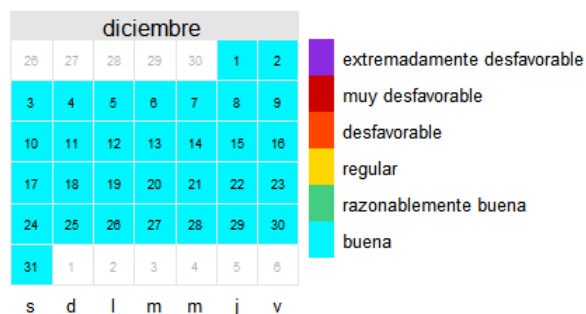 diciembre
26 27 28 29 30 1 2
3 4 5 6 7 8 9
10 11 12 13 14 15 16
17 18 19 20 21 22 23
24 25 26 27 28 29 30
31 1 2 3 4 5 6
s d l m m j v
extremadamente desfavorable
muy desfavorable
desfavorable
regular
razonablemente buena
buena